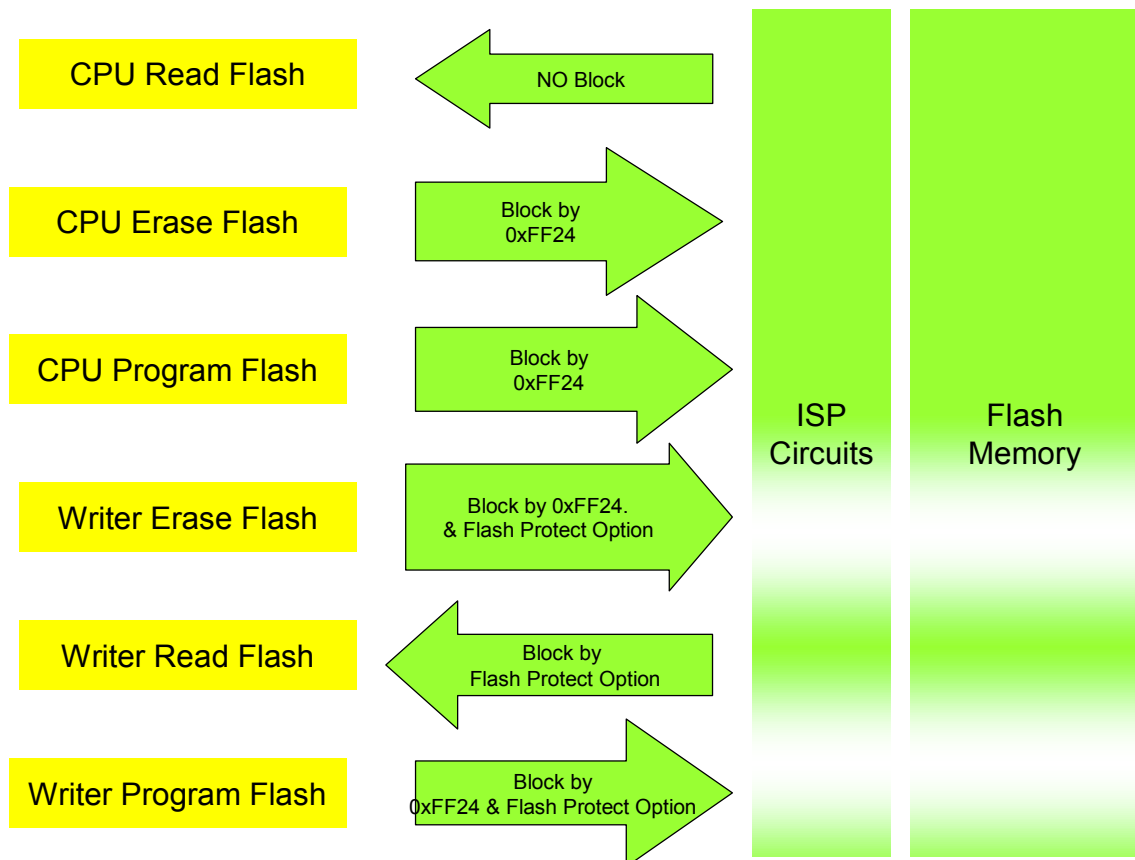 CPU Read Flash
NO Block
CPU Erase Flash
Block by
0xFF24
CPU Program Flash
Block by
0xFF24
ISP
Circuits
Flash
Memory
Writer Erase Flash
Block by 0xFF24.
& Flash Protect Option
Writer Read Flash
Block by
Flash Protect Option
Writer Program Flash
Block by
0xFF24 & Flash Protect Option